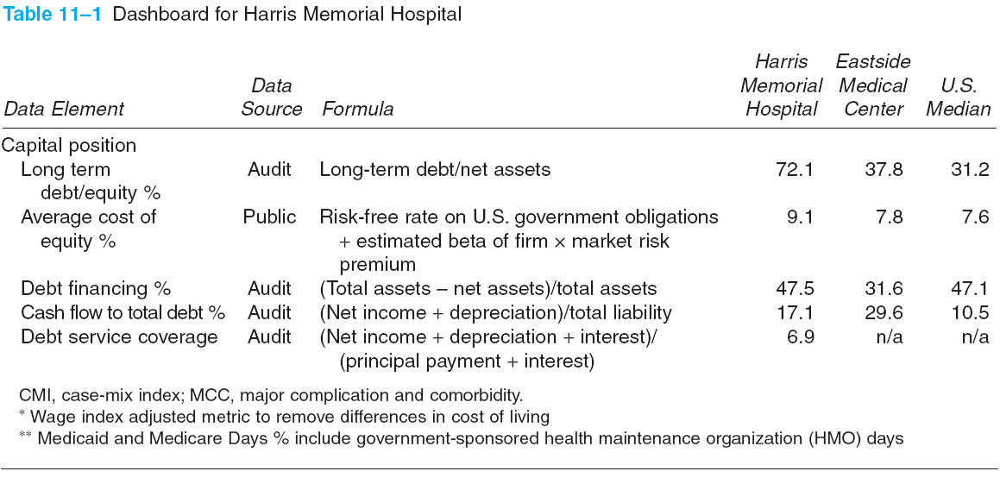 Table 11–1 Dashboard for Harris Memorial Hospital
Harris Eastside
Data Memorial Medical U.S.
Data Element Source Formula Hospital Center Median
Capital position
Long term Audit Long-term debt/net assets 72.1 37.8 31.2
debt/equity %
Average cost of Public Risk-free rate on U.S. government obligations 9.1 7.8 7.6
equity % + estimated beta of firm × market risk
premium
Debt financing % Audit (Total assets – net assets)/total assets 47.5 31.6 47.1
Cash flow to total debt % Audit (Net income + depreciation)/total liability 17.1 29.6 10.5
Debt service coverage Audit (Net income + depreciation + interest)/ 6.9 n/a n/a
(principal payment + interest)
CMI, case-mix index; MCC, major complication and comorbidity.
* Wage index adjusted metric to remove differences in cost of living
** Medicaid and Medicare Days % include government-sponsored health maintenance organization (HMO) days